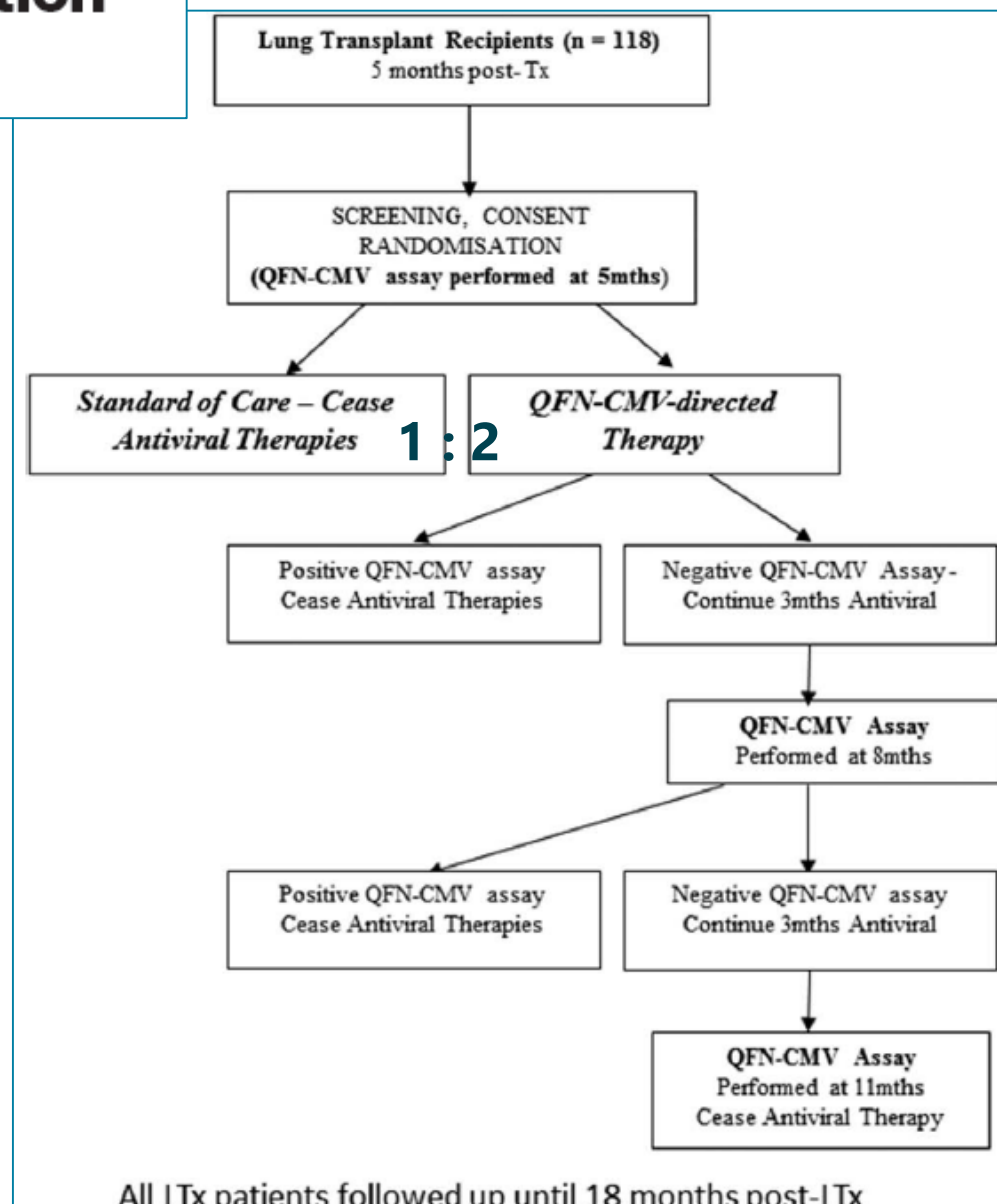 Lung Transplant Recipients (n = 118)
5 months post-Tx
SCREENING, CONSENT
RANDOMISATION
(QFN-CMV assay performed at 5mths)
Standard of Care – Cease
Antiviral Therapies
1 : 2
QFN-CMV-directed
Therapy
Positive QFN-CMV assay
Cease Antiviral Therapies
Negative QFN-CMV Assay -
Continue 3mths Antiviral
QFN-CMV Assay
Performed at 8mths
Positive QFN-CMV assay
Cease Antiviral Therapies
Negative QFN-CMV assay
Continue 3mths Antiviral
QFN-CMV Assay
Performed at 11mths
Cease Antiviral Therapy
All LTx patients followed up until 18 months post-LTx